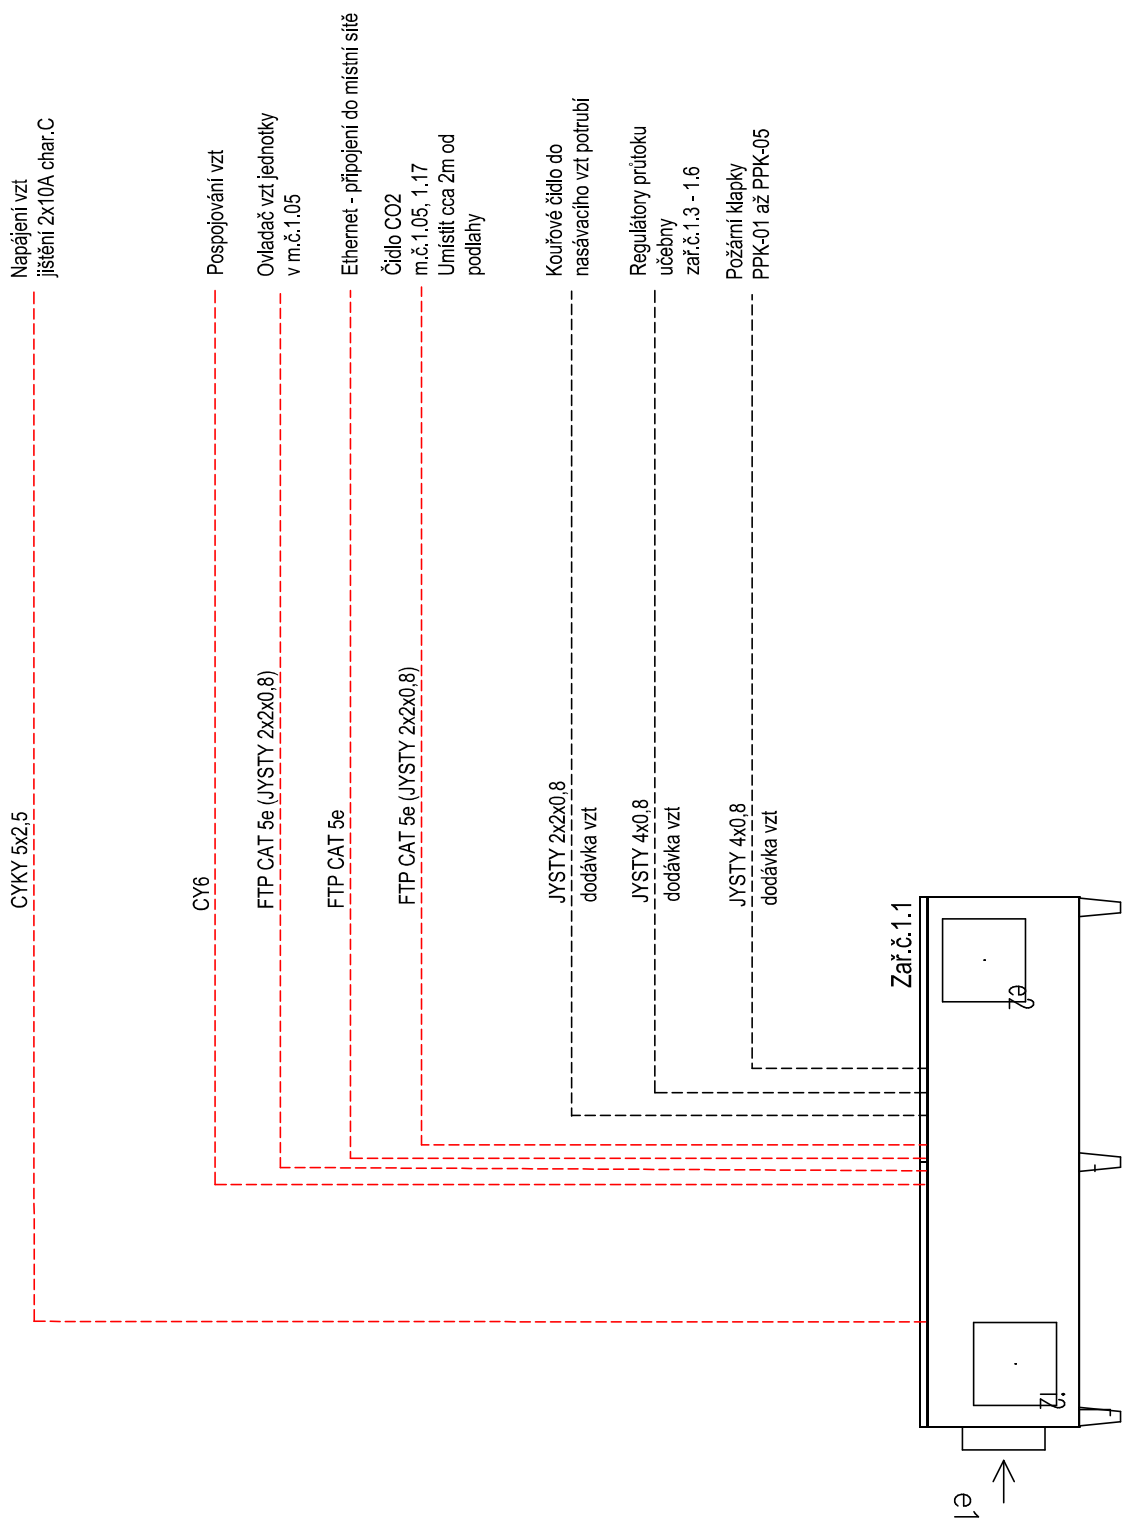 Napájení vzt
jištění 2x10A char.C
Pospojování vzt
Ovladač vzt jednotky
v m.č.1.05
Ethernet - připojení do místní sítě
Čidlo CO2
m.č.1.05, 1.17
Umístit cca 2m od
podlahy
Kouřové čidlo do
nasávacího vzt potrubí
Regulátory průtoku
učebny
zař.č.1.3 - 1.6
Požární klapky
PPK-01 až PPK-05
CYKY 5x2,5
CY6
FTP CAT 5e (JYSTY 2x2x0,8)
FTP CAT 5e
FTP CAT 5e (JYSTY 2x2x0,8)
JYSTY 2x2x0,8
dodávka vzt
JYSTY 4x0,8
dodávka vzt
JYSTY 4x0,8
dodávka vzt
Zař.č.1.1
e2
i2
e1